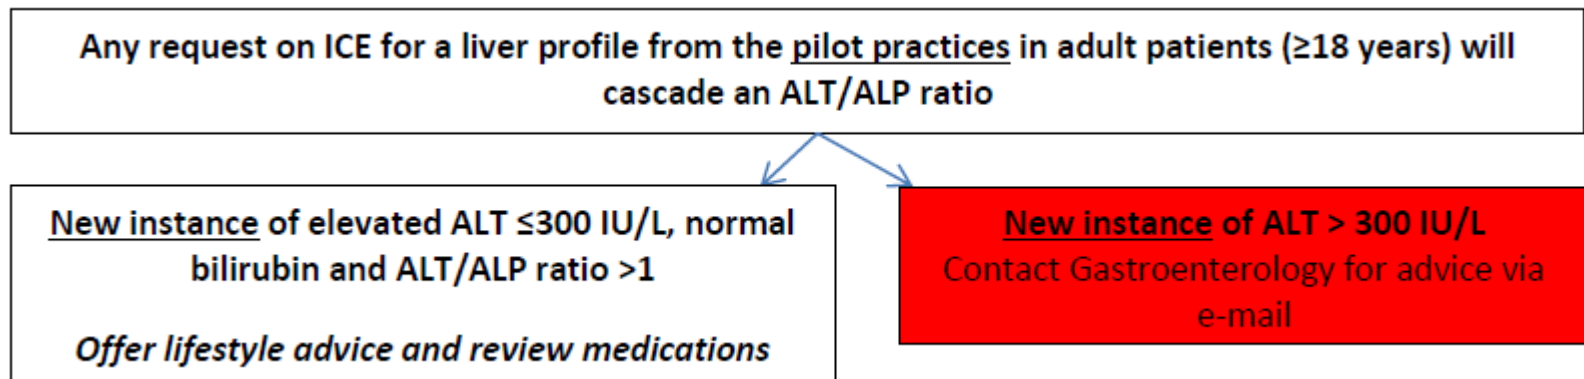 Any request on ICE for a liver profile from the pilot practices in adult patients (≥18 years) will
cascade an ALT/ALP ratio
New instance of elevated ALT ≤300 IU/L, normal
bilirubin and ALT/ALP ratio >1
Offer lifestyle advice and review medications
New instance of ALT > 300 IU/L
Contact Gastroenterology for advice via
e-mail